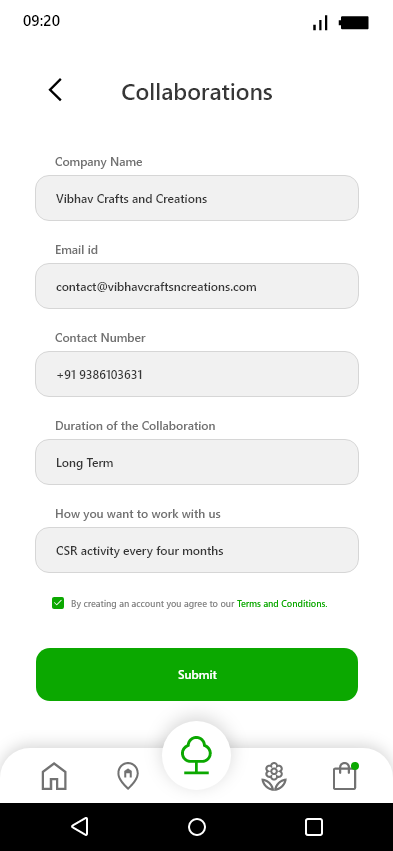 09:20
Collaborations
Company Name
Vibhav Crafts and Creations
Email id
contact@vibhavcraftsncreations.com
Contact Number
+91 9386103631
Duration of the Collaboration
Long Term
How you want to work with us
CSR activity every four months
By creating an account you agree to our Terms and Conditions.
Submit